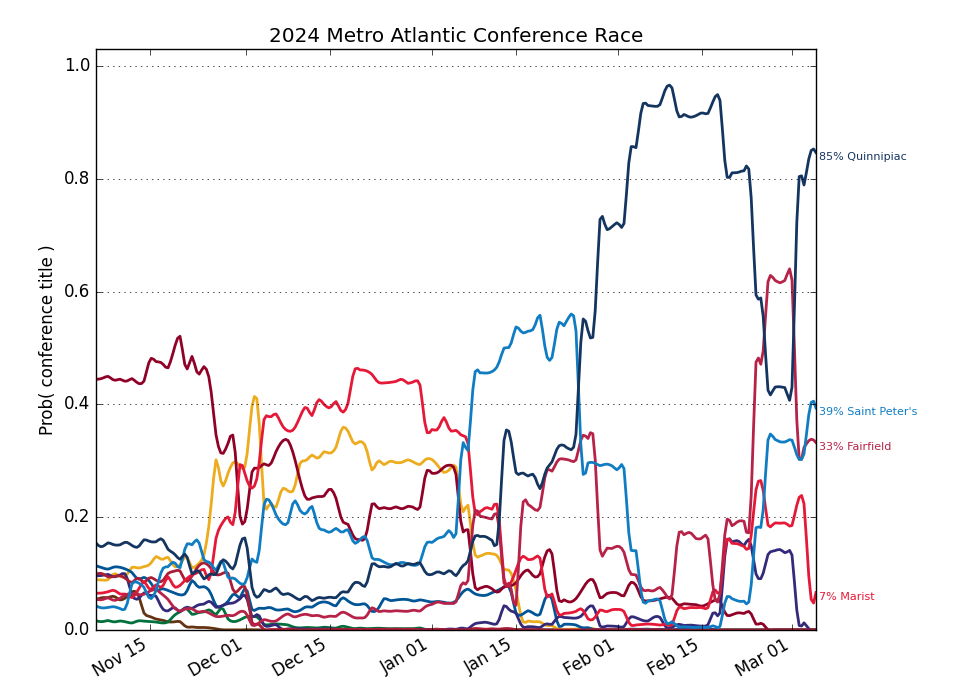 2024 Metro Atlantic Conference Race
Prob( conference title )
1.0
0.8
0.6
0.4
0.2
0.0
85% Quinnipiac
39% Saint Peter's
33% Fairfield
7% Marist
Nov 15
Dec 01
Dec 15
Jan 01
Jan 15
Feb 01
Feb 15
Mar 01